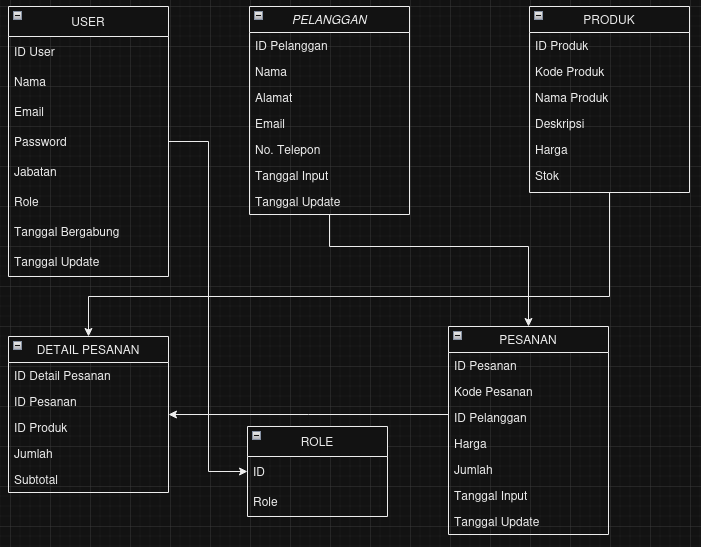 USER
ID User
Nama
Email
Password
Jabatan
Role
Tanggal Bergabung
Tanggal Update
PELANGGAN
ID Pelanggan
Nama
Alamat
Email
No. Telepon
Tanggal Input
Tanggal Update
PRODUK
ID Produk
Kode Produk
Nama Produk
Deskripsi
Harga
Stok
DETAIL PESANAN
ID Detail Pesanan
ID Pesanan
ID Produk
Jumlah
Subtotal
ROLE
ID
Role
PESANAN
ID Pesanan
Kode Pesanan
ID Pelanggan
Harga
Jumlah
Tanggal Input
Tanggal Update